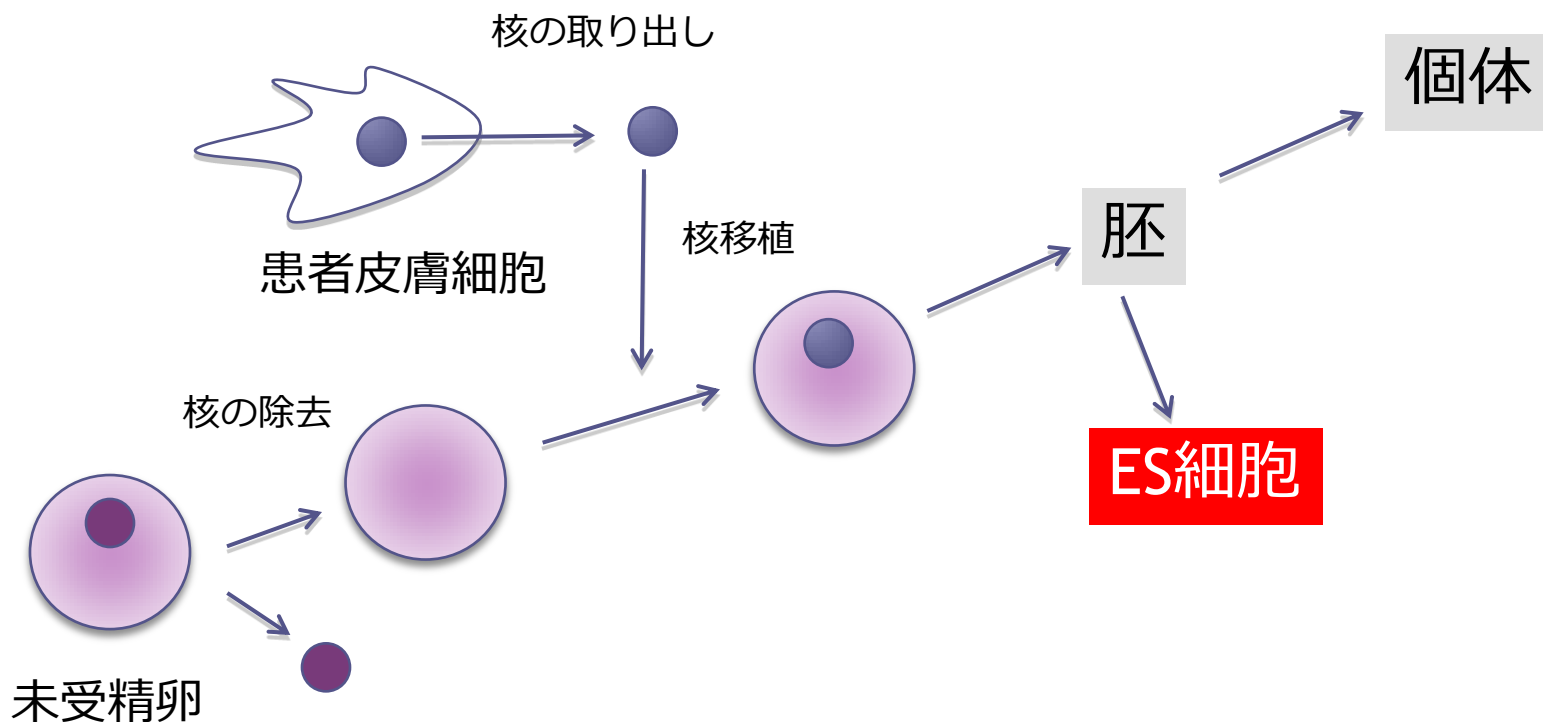 核の取り出し
個体
患者皮膚細胞
核移植
胚
核の除去
ES細胞
未受精卵